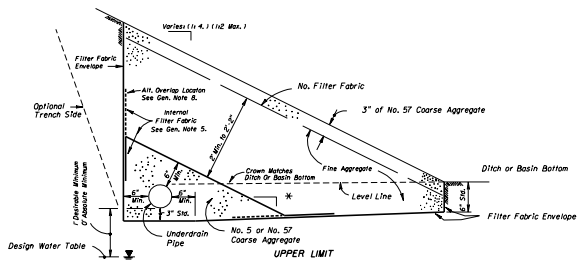 Varies: (1: 4.) (1:2 Max.)
Filter Fabric
Envelope
Alt. Overlap Locaton
See Gen. Note 8.
Optional
Trench Side
Internal
Filter Fabric
See Gen. Note 5.
No. Filter Fabric
3" of No. 57 Coarse Aggregate
2' Min. to 2'. 2"
Fine Aggregate
Crown Matches
Ditch Or Basin Bottom
Ditch Or Basin Bottom
6"
Min.
6"
Min.
6"
Min.
3" Std.
*
Level Line
6" Std.
1' Desirable Minimum
0' Absolute Minimum
Underdrain
Pipe
No. 5 or No. 57
Coarse Aggregate
Filter Fabric Envelope
Design Water Table
UPPER LIMIT